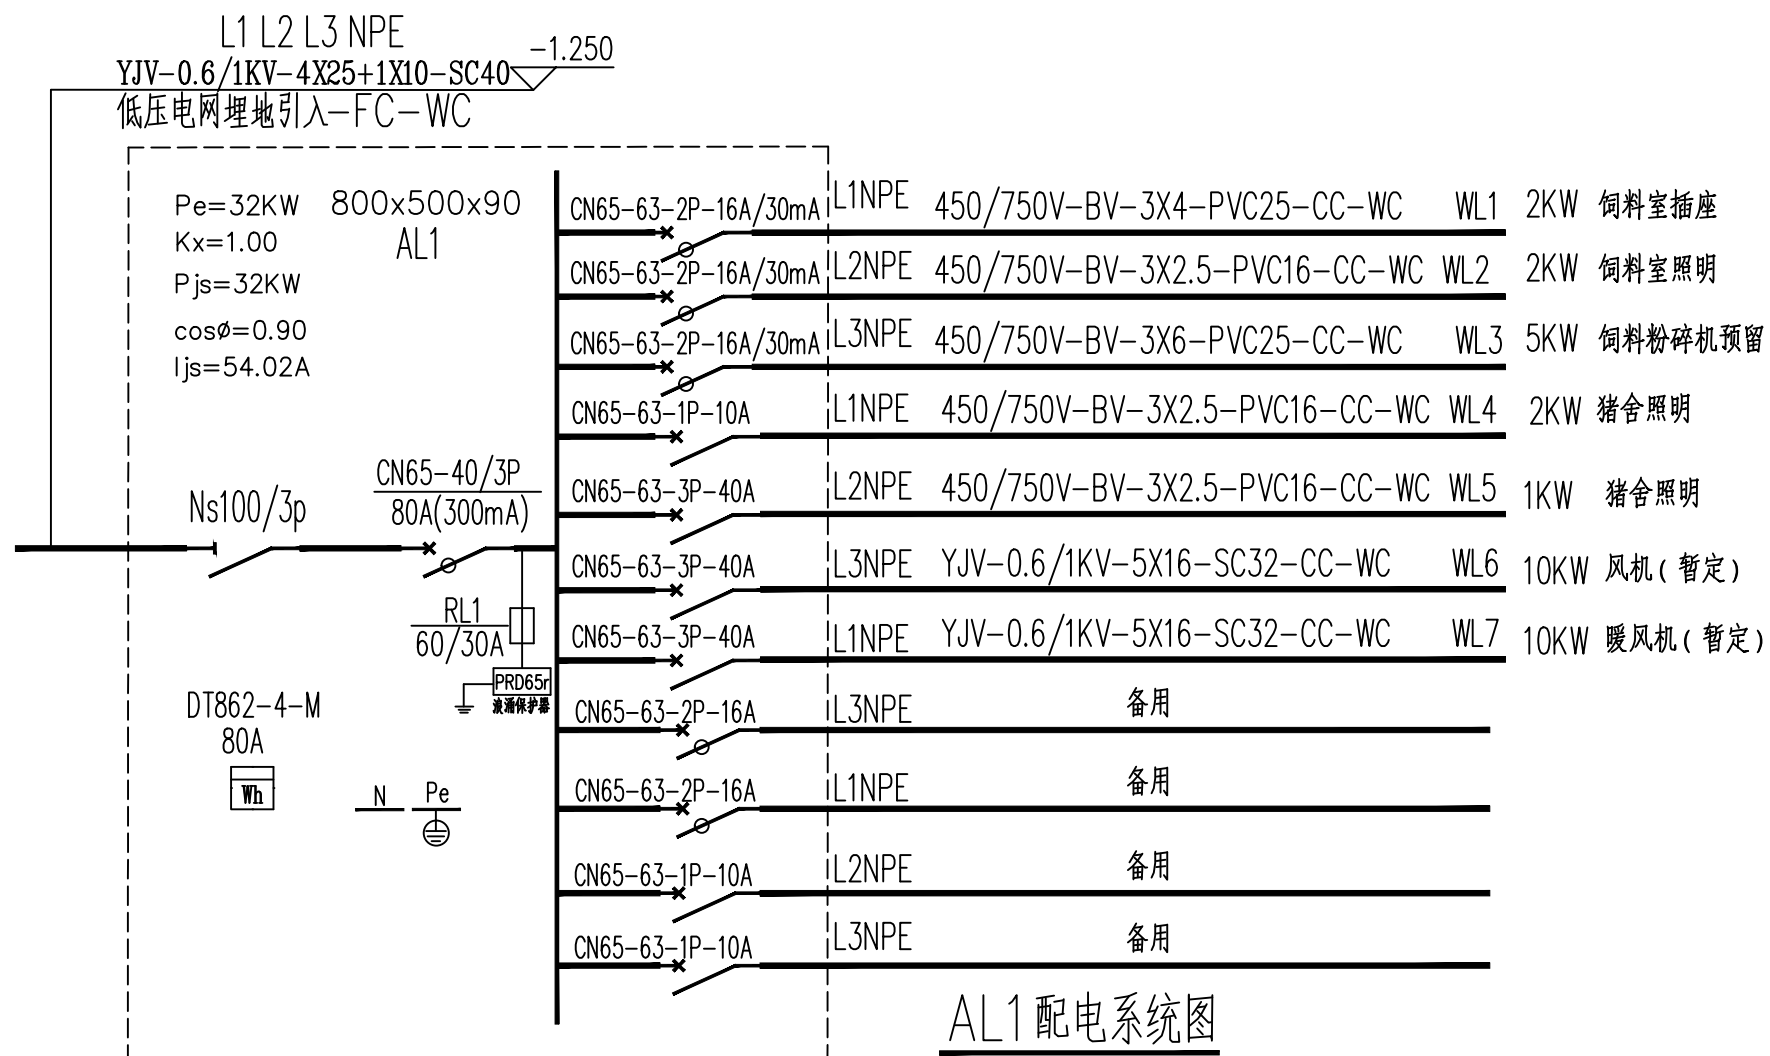 L1 L2 L3 NPE
YJV-0.6/1KV-4X25+1X10-SC40
-1.250
低压电网埋地引入-FC-WC
Pe=32KW
800x500x90
Kx=1.00
AL1
Pjs=32KW
cosø=0.90
Ijs=54.02A
CN65-63-2P-16A/30mA L1NPE 450/750V-BV-3X4-PVC25-CC-WC WL1 2KW 饲料室插座
CN65-63-2P-16A/30mA L2NPE 450/750V-BV-3X2.5-PVC16-CC-WC WL2 2KW 饲料室照明
CN65-63-2P-16A/30mA L3NPE 450/750V-BV-3X6-PVC25-CC-WC WL3 5KW 饲料粉碎机预留
CN65-63-1P-10A L1NPE 450/750V-BV-3X2.5-PVC16-CC-WC WL4 2KW 猪舍照明
CN65-63-3P-40A L2NPE 450/750V-BV-3X2.5-PVC16-CC-WC WL5 1KW 猪舍照明
CN65-63-3P-40A L3NPE YJV-0.6/1KV-5X16-SC32-CC-WC WL6 10KW 风机(暂定)
CN65-63-3P-40A L1NPE YJV-0.6/1KV-5X16-SC32-CC-WC WL7 10KW 暖风机(暂定)
CN65-63-2P-16A L3NPE 备用
CN65-63-2P-16A L1NPE 备用
CN65-63-1P-10A L2NPE 备用
CN65-63-1P-10A L3NPE 备用
Ns100/3p
CN65-40/3P
80A(300mA)
RL1
60/30A
PRD65r
浪涌保护器
DT862-4-M
80A
Wh
N
Pe
AL1配电系统图